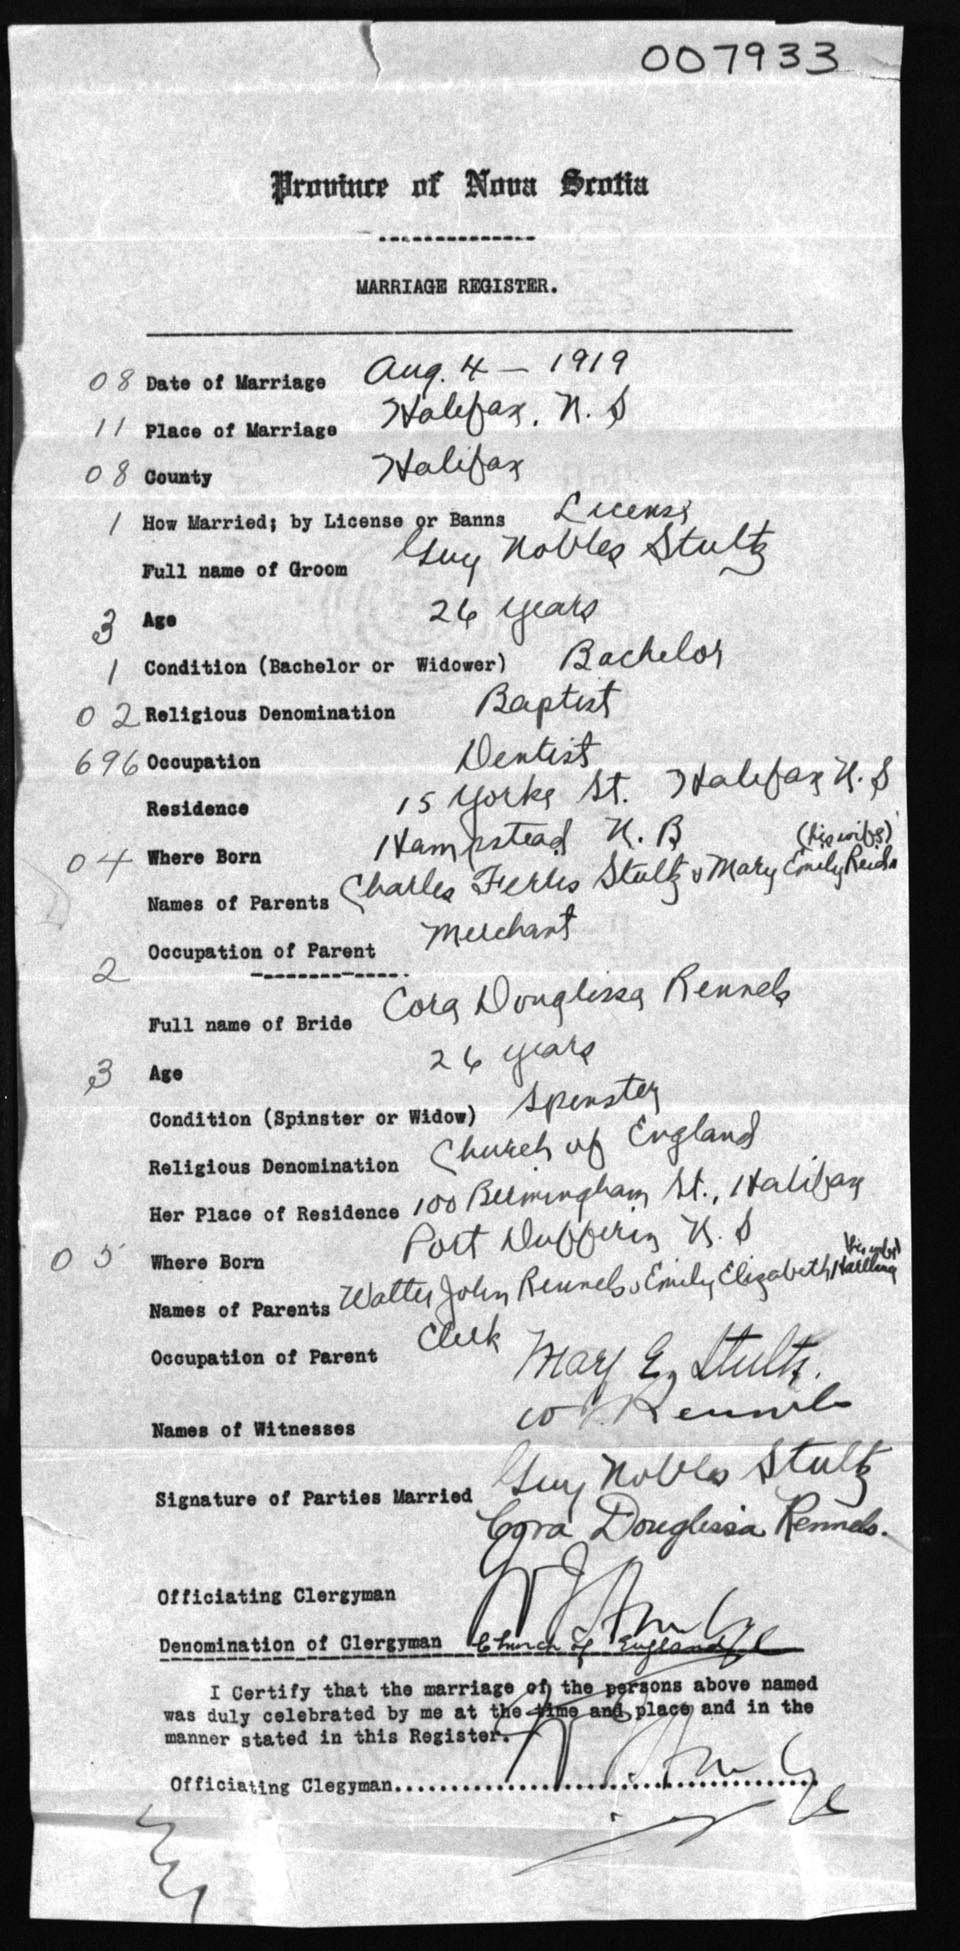 007933
Province of Nova Scotia
MARRIAGE REGISTER.
08 Date of Marriage Aug. 4 — 1919
11 Place of Marriage Halifax, N. S
08 County Halifax
1 How Married; by License or Banns License
Full name of Groom Guy Nobles Stultz
3 Age 26 years
1 Condition (Bachelor or Widower) Bachelor
02 Religious Denomination Baptist
696 Occupation Dentist
Residence 15 Yorke St. Halifax N. S
04 Where Born Hampstead N. B
(his wife)
Names of Parents Charles Stultz & Mary Emily Reid
2 Occupation of Parent Merchant
Full name of Bride Cora Douglissa Rennels
3 Age 26 years
Condition (Spinster or Widow) Spinster
Religious Denomination Church of England
Her Place of Residence 100 Bermingham St., Halifax
05 Where Born Port Dufferin N. S
his wife
Names of Parents Walter John Rennels & Emily Elizabeth
Occupation of Parent Clerk
Mary E. Stultz.
Names of Witnesses W Rennels
Guy Nobles Stultz
Signature of Parties Married
Cora Douglissa Rennels.
Officiating Clergyman
Denomination of Clergyman Church of England
I Certify that the marriage of the persons above named
was duly celebrated by me at the time and place and in the
manner stated in this Register.
Officiating Clegyman